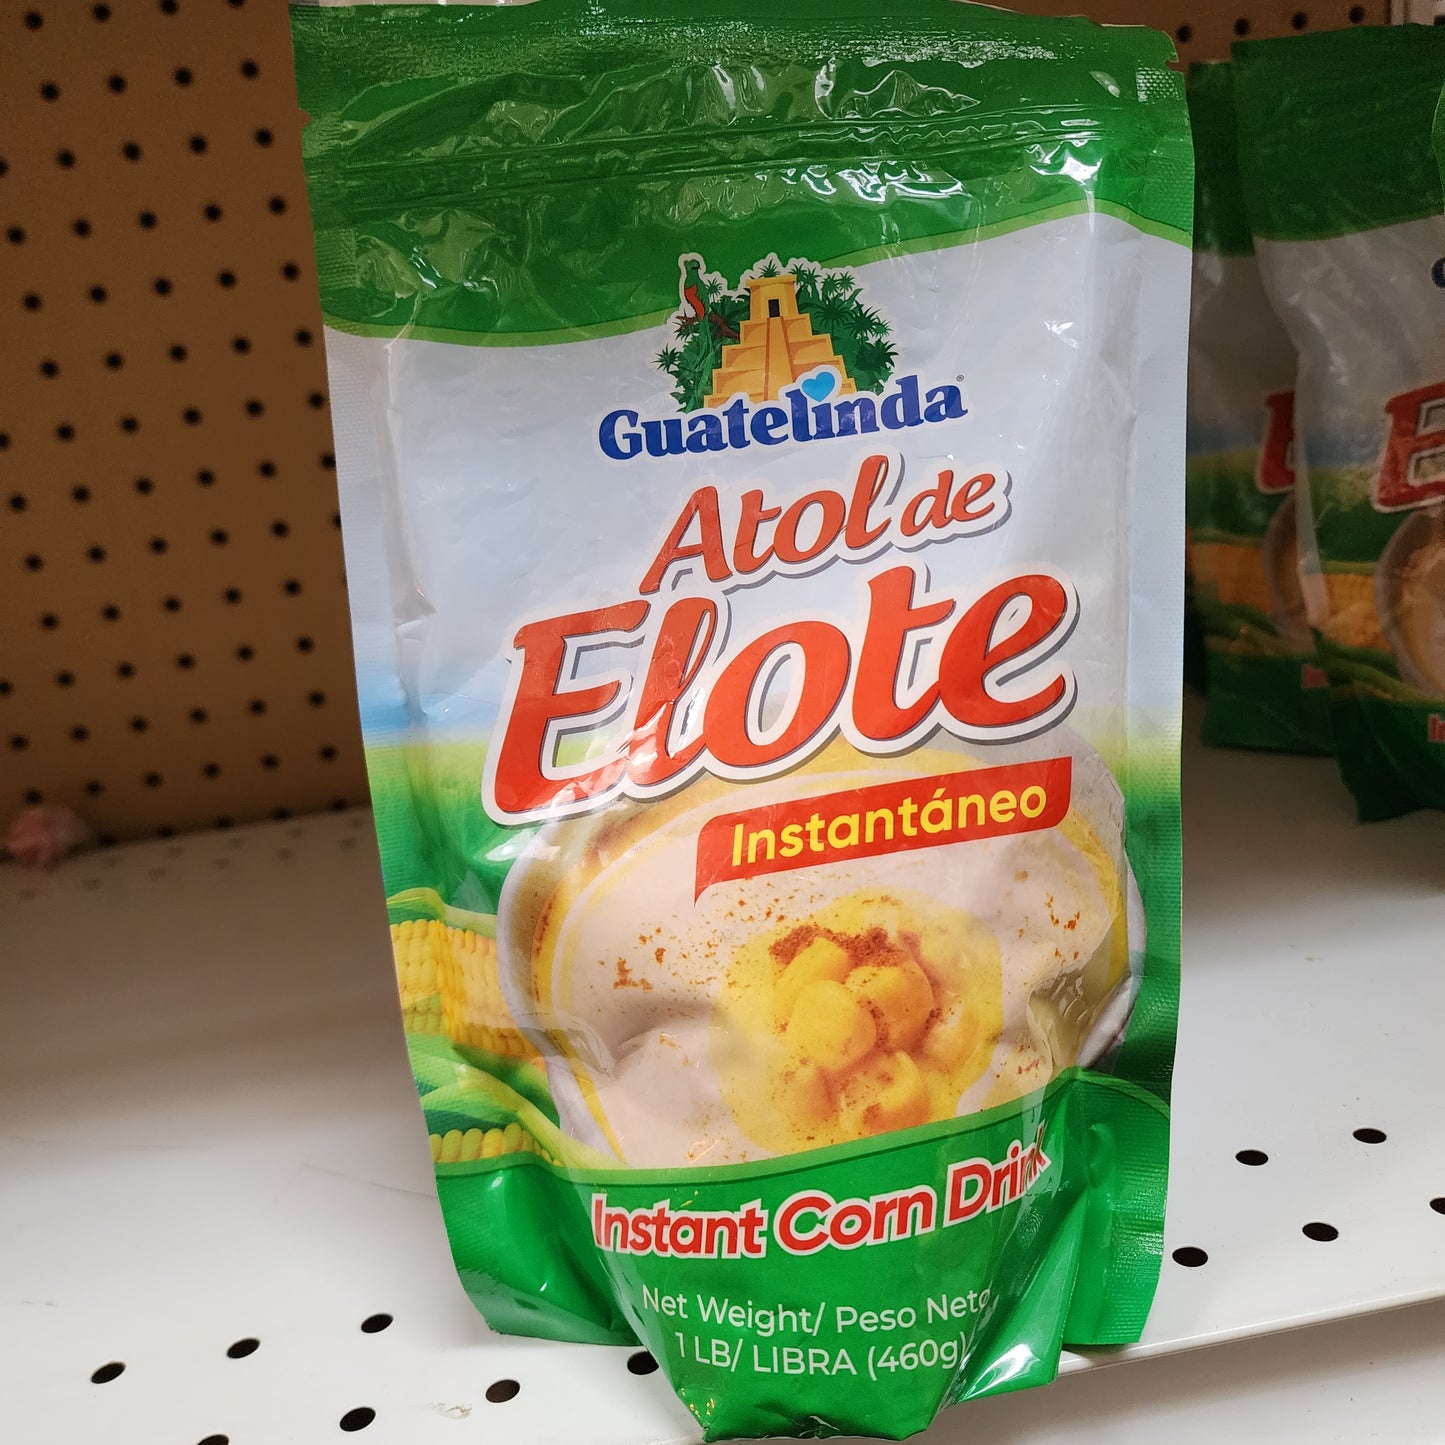 Guatelinda®
Atol de
Elote
Instantáneo
Instant Corn Drink
Net Weight/ Peso Neto
1 LB/ LIBRA (460g)